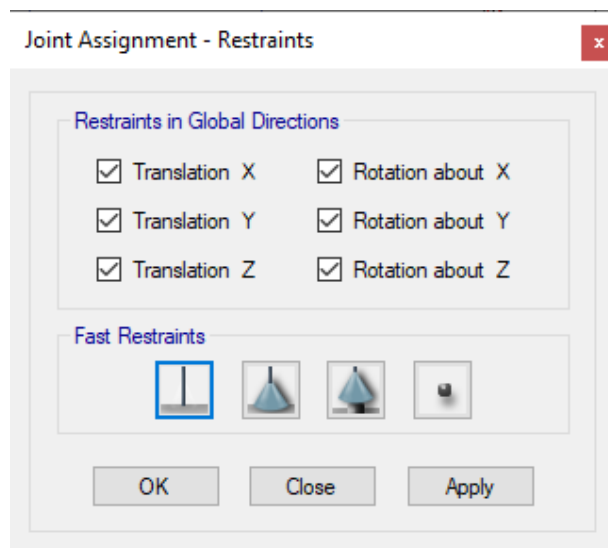 Joint Assignment - Restraints
x
Restraints in Global Directions
Translation X
Rotation about X
Translation Y
Rotation about Y
Translation Z
Rotation about Z
Fast Restraints
OK
Close
Apply